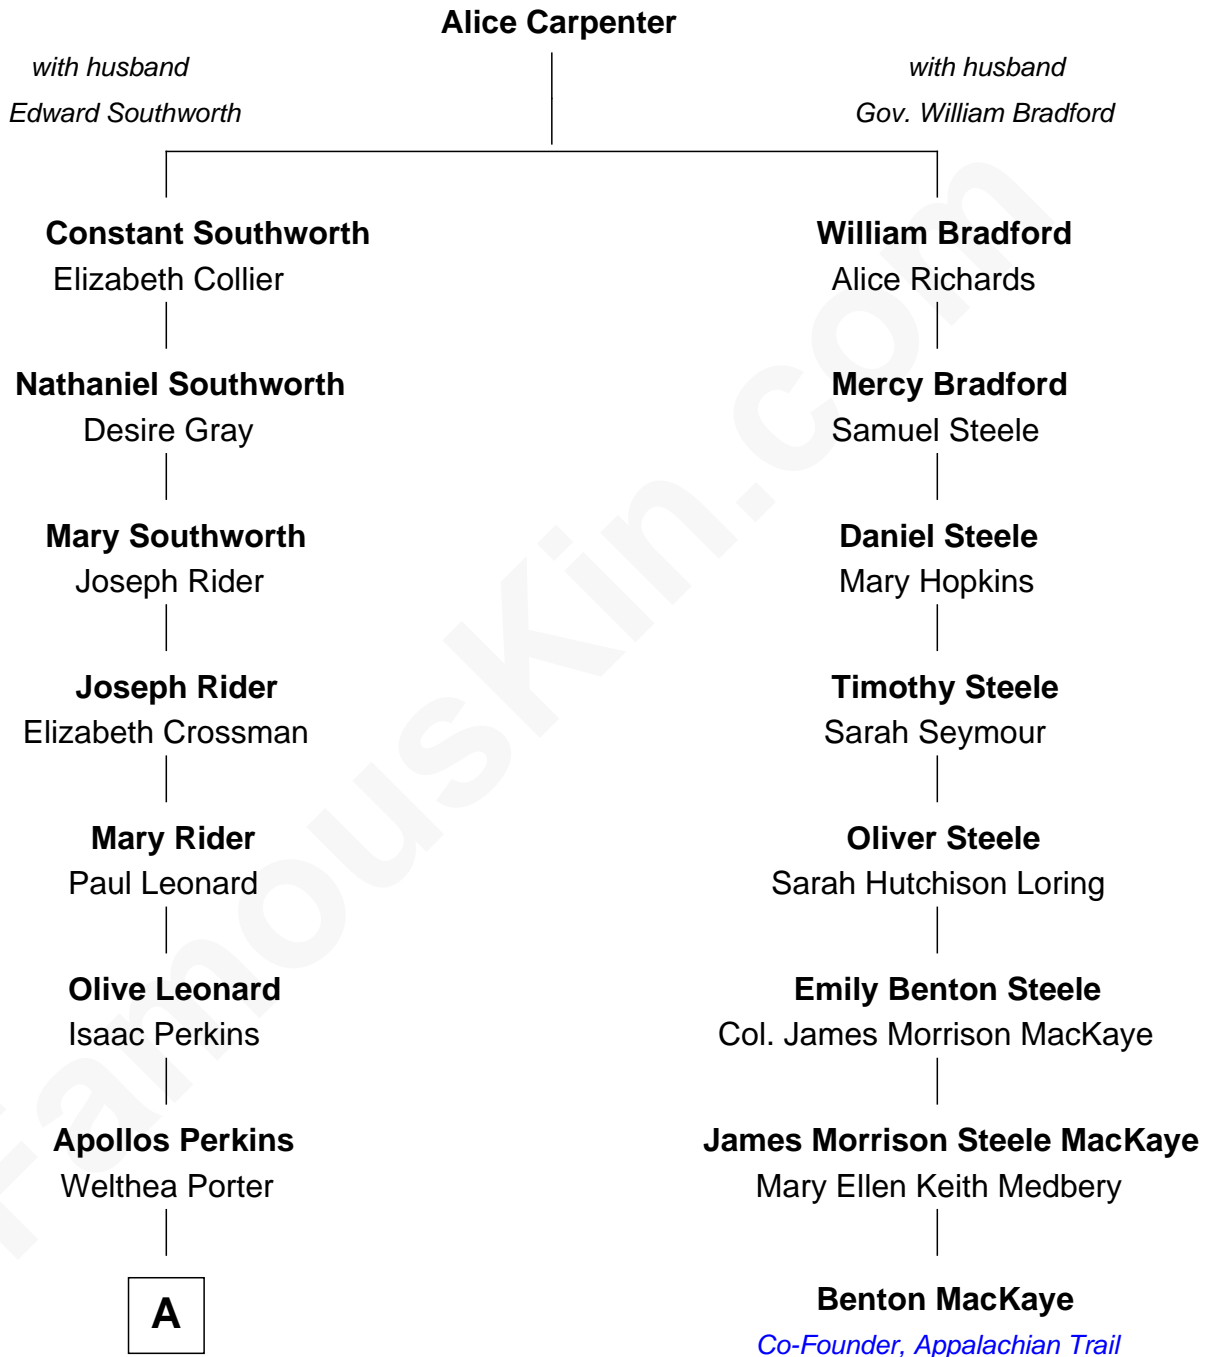 Alice Carpenter
with husband
Edward Southworth
with husband
Gov. William Bradford
Constant Southworth
Elizabeth Collier
William Bradford
Alice Richards
Nathaniel Southworth
Desire Gray
Mercy Bradford
Samuel Steele
Mary Southworth
Joseph Rider
Daniel Steele
Mary Hopkins
Joseph Rider
Elizabeth Crossman
Timothy Steele
Sarah Seymour
Mary Rider
Paul Leonard
Oliver Steele
Sarah Hutchison Loring
Olive Leonard
Isaac Perkins
Emily Benton Steele
Col. James Morrison MacKaye
Apollos Perkins
Welthea Porter
James Morrison Steele MacKaye
Mary Ellen Keith Medbery
A
Benton MacKaye
Co-Founder, Appalachian Trail
FamousKin.com